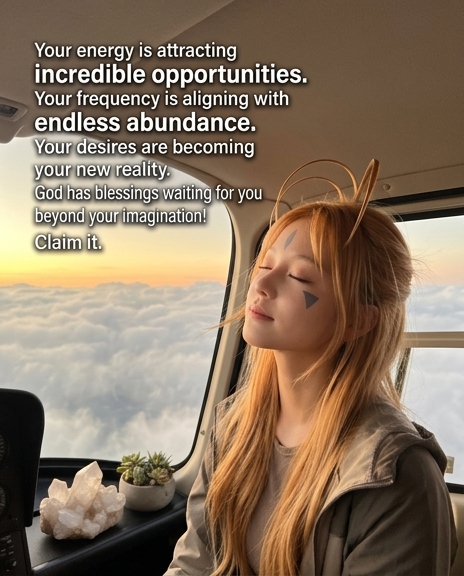 Your energy is attracting
incredible opportunities.
Your frequency is aligning with
endless abundance.
Your desires are becoming
your new reality.
God has blessings waiting for you
beyond your imagination!
Claim it.